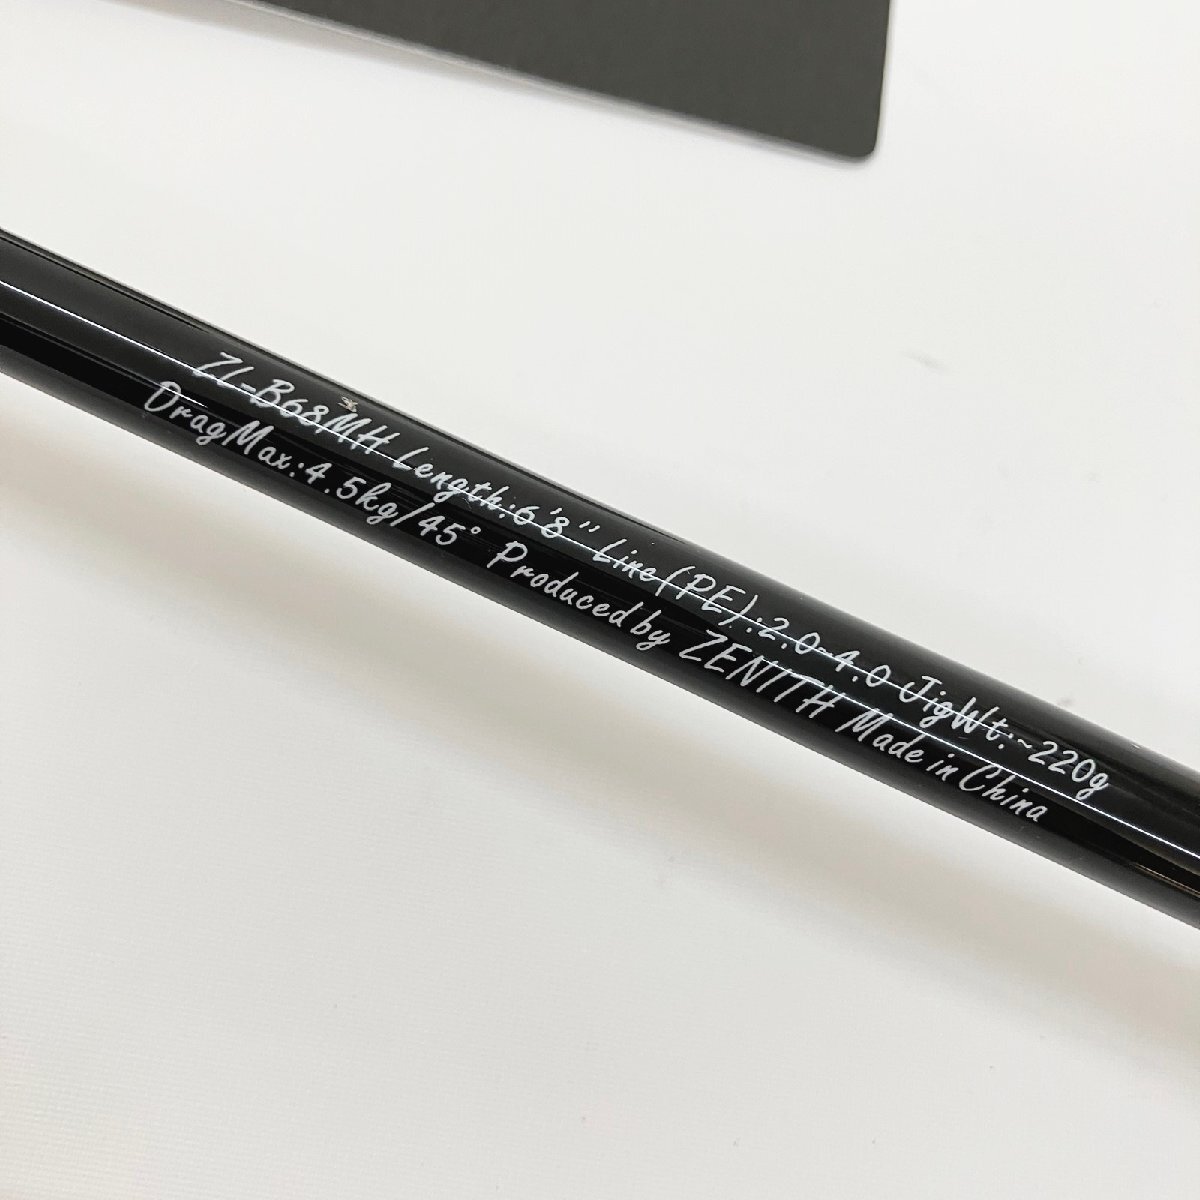 ZL-B68MH Length:6'8" Line(PE):2.0-4.0 JigWt:~220g
DragMax:4.5kg/45° Produced by ZENITH Made in China